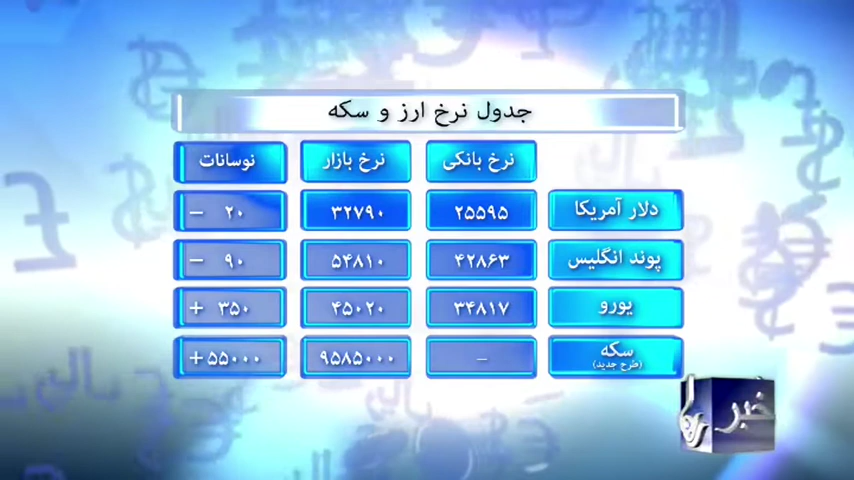 جدول نرخ ارز و سکه
نرخ بانکی نرخ بازار نوسانات
دلار آمریکا ۲۵۵۹۵ ۳۲۷۹۰ ۲۰ −
پوند انگلیس ۴۲۸۶۳ ۵۴۸۱۰ ۹۰ −
یورو ۳۴۸۱۷ ۴۵۰۲۰ ۳۵۰ +
سکه − ۹۵۸۵۰۰۰ ۵۵۰۰۰ +
(طرح جدید)
خبر